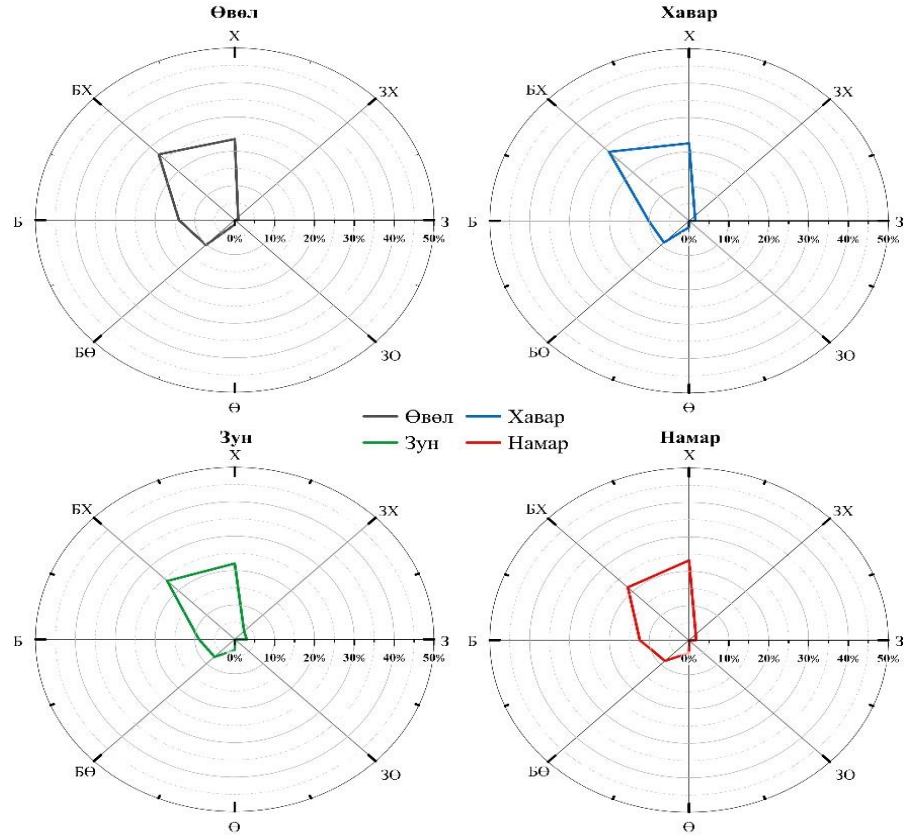 Өвөл
Х
БХ
ЗХ
Б
З
0% 10% 20% 30% 40% 50%
БӨ
ЗО
Ө
Хавар
Х
БХ
ЗХ
Б
З
0% 10% 20% 30% 40% 50%
БО
ЗО
Ө
Өвөл
Хавар
Зун
Намар
Зун
Х
БХ
ЗХ
Б
З
0% 10% 20% 30% 40% 50%
БӨ
ЗО
Ө
Намар
Х
БХ
ЗХ
Б
З
0% 10% 20% 30% 40% 50%
БӨ
ЗО
Ө